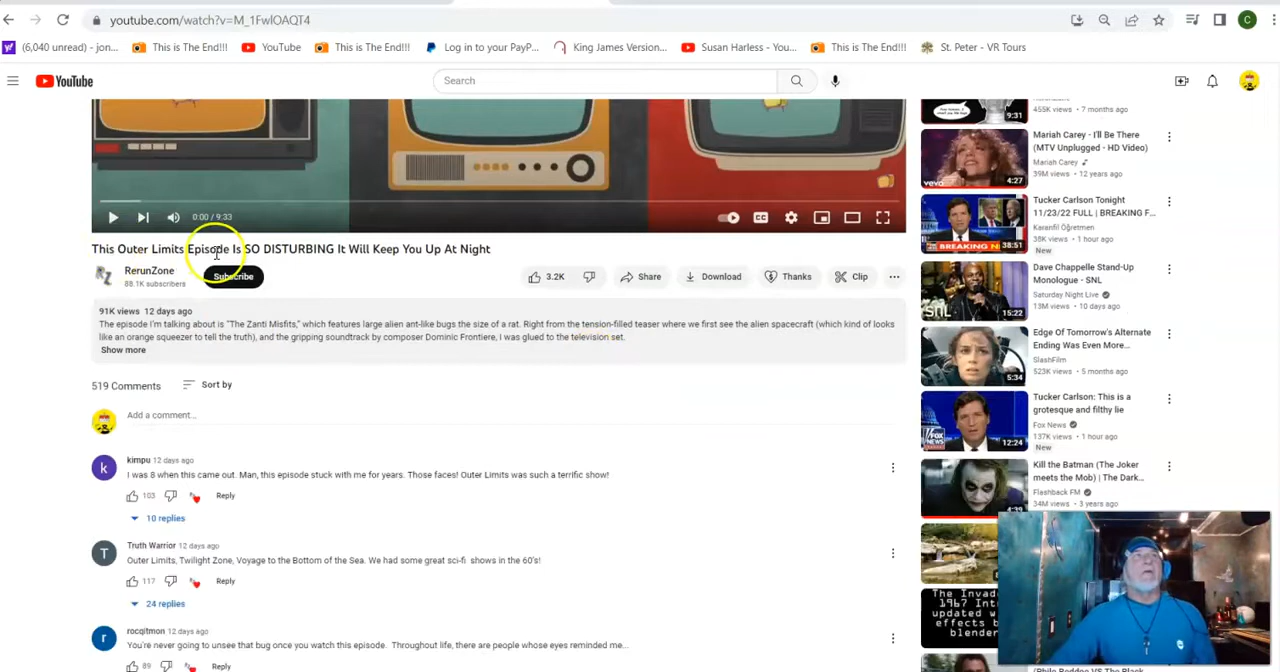 youtube.com/watch?v=M_1FwlOAQT4
C
(6,040 unread) - jon...
This is The End!!!
YouTube
This is The End!!!
Log in to your PayP...
King James Version...
Susan Harless - You...
This is The End!!!
St. Peter - VR Tours
YouTube
Search
0:00 / 9:33
This Outer Limits Episode Is SO DISTURBING It Will Keep You Up At Night
RerunZone
88.1K subscribers
Subscribe
3.2K
Share
Download
Thanks
Clip
91K views 12 days ago
The episode I'm talking about is "The Zanti Misfits," which features large alien ant-like bugs the size of a rat. Right from the tension-filled teaser where we first see the alien spacecraft (which kind of looks
like an orange squeezer to tell the truth), and the gripping soundtrack by composer Dominic Frontiere, I was glued to the television set.
Show more
519 Comments
Sort by
Add a comment...
k
kimpu 12 days ago
I was 8 when this came out. Man, this episode stuck with me for years. Those faces! Outer Limits was such a terrific show!
103
Reply
10 replies
T
Truth Warrior 12 days ago
Outer Limits, Twilight Zone, Voyage to the Bottom of the Sea. We had some great sci-fi shows in the 60's!
117
Reply
24 replies
r
rocqitmon 12 days ago
You're never going to unsee that bug once you watch this episode. Throughout life, there are people whose eyes reminded me...
89
Reply
455K views • 7 months ago
9:31
Mariah Carey - I'll Be There
(MTV Unplugged - HD Video)
Mariah Carey
39M views • 12 years ago
vevo
4:27
Tucker Carlson Tonight
11/23/22 FULL | BREAKING F...
Karanfil Öğretmen
38K views • 1 hour ago
New
BREAKING N
38:51
Dave Chappelle Stand-Up
Monologue - SNL
Saturday Night Live
13M views • 10 days ago
SNL
15:22
Edge Of Tomorrow's Alternate
Ending Was Even More...
SlashFilm
523K views • 5 months ago
5:34
Tucker Carlson: This is a
grotesque and filthy lie
Fox News
137K views • 1 hour ago
New
12:24
Kill the Batman (The Joker
meets the Mob) | The Dark...
Flashback FM
34M views • 3 years ago
4:39
The Invad
1967 Int
updated w
effects b
blender